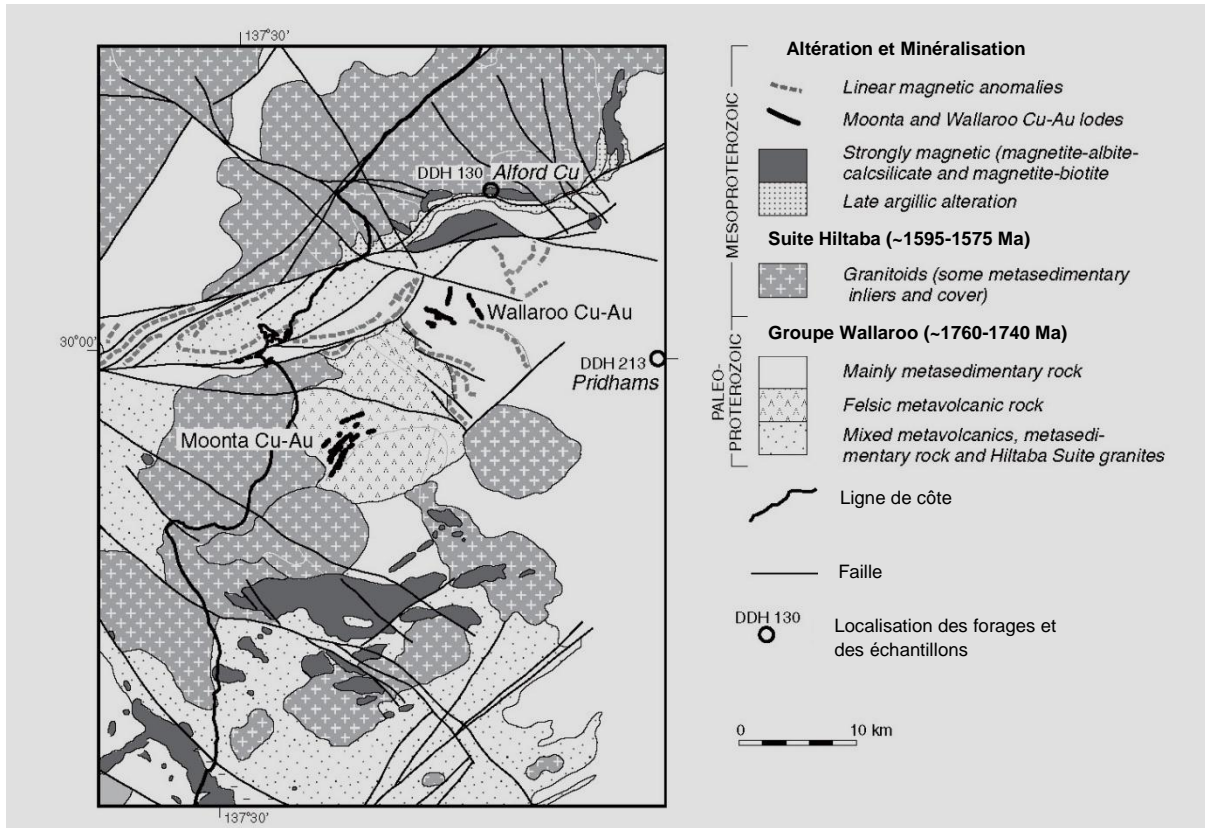 137°30'
DDH 130 Alford Cu
Wallaroo Cu-Au
30°00'
DDH 213
Pridhams
Moonta Cu-Au
137°30'
MESOPROTEROZOIC
PALEO-
PROTEROZOIC
Altération et Minéralisation
Linear magnetic anomalies
Moonta and Wallaroo Cu-Au lodes
Strongly magnetic (magnetite-albite-
calcsilicate and magnetite-biotite
Late argillic alteration
Suite Hiltaba (~1595-1575 Ma)
Granitoids (some metasedimentary
inliers and cover)
Groupe Wallaroo (~1760-1740 Ma)
Mainly metasedimentary rock
Felsic metavolcanic rock
Mixed metavolcanics, metasedi-
mentary rock and Hiltaba Suite granites
Ligne de côte
Faille
DDH 130
Localisation des forages et
des échantillons
0 10 km